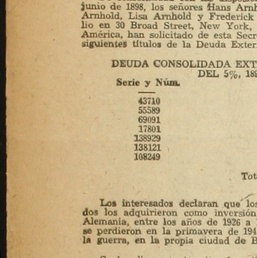 junio de 1898, los señores Hans Arnh
Arnhold, Lisa Arnhold y Frederick
lio en 30 Broad Street, New York,
América, han solicitado de esta Secre
siguientes títulos de la Deuda Exter
DEUDA CONSOLIDADA EXT
DEL 5%, 189
Serie y Núm.
43710
55589
69091
17801
138929
138121
108249
Tot
Los interesados declaran que los
dos los adquirieron como inversión
Alemania, entre los años de 1926 a
se perdieron en la primavera de 194
la guerra, en la propia ciudad de B